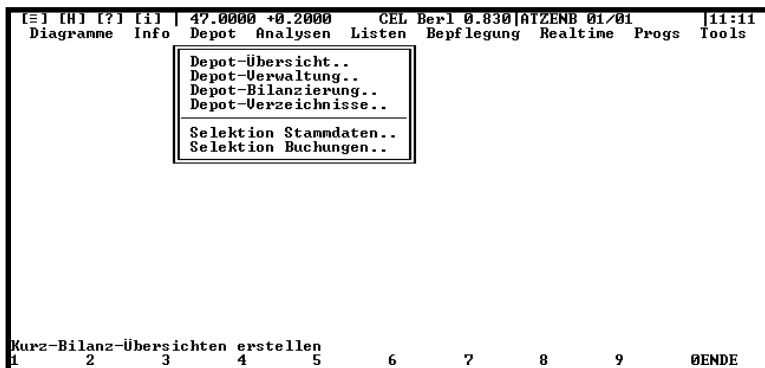 [≡] [H] [?] [i] | 47.0000 +0.2000 CEL Berl 0.830|ATZENB 01/01 |11:11
Diagramme Info Depot Analysen Listen Bepflegung Realtime Progs Tools
Depot-Übersicht..
Depot-Verwaltung..
Depot-Bilanzierung..
Depot-Verzeichnisse..
Selektion Stammdaten..
Selektion Buchungen..
Kurz-Bilanz-Übersichten erstellen
1 2 3 4 5 6 7 8 9 0ENDE